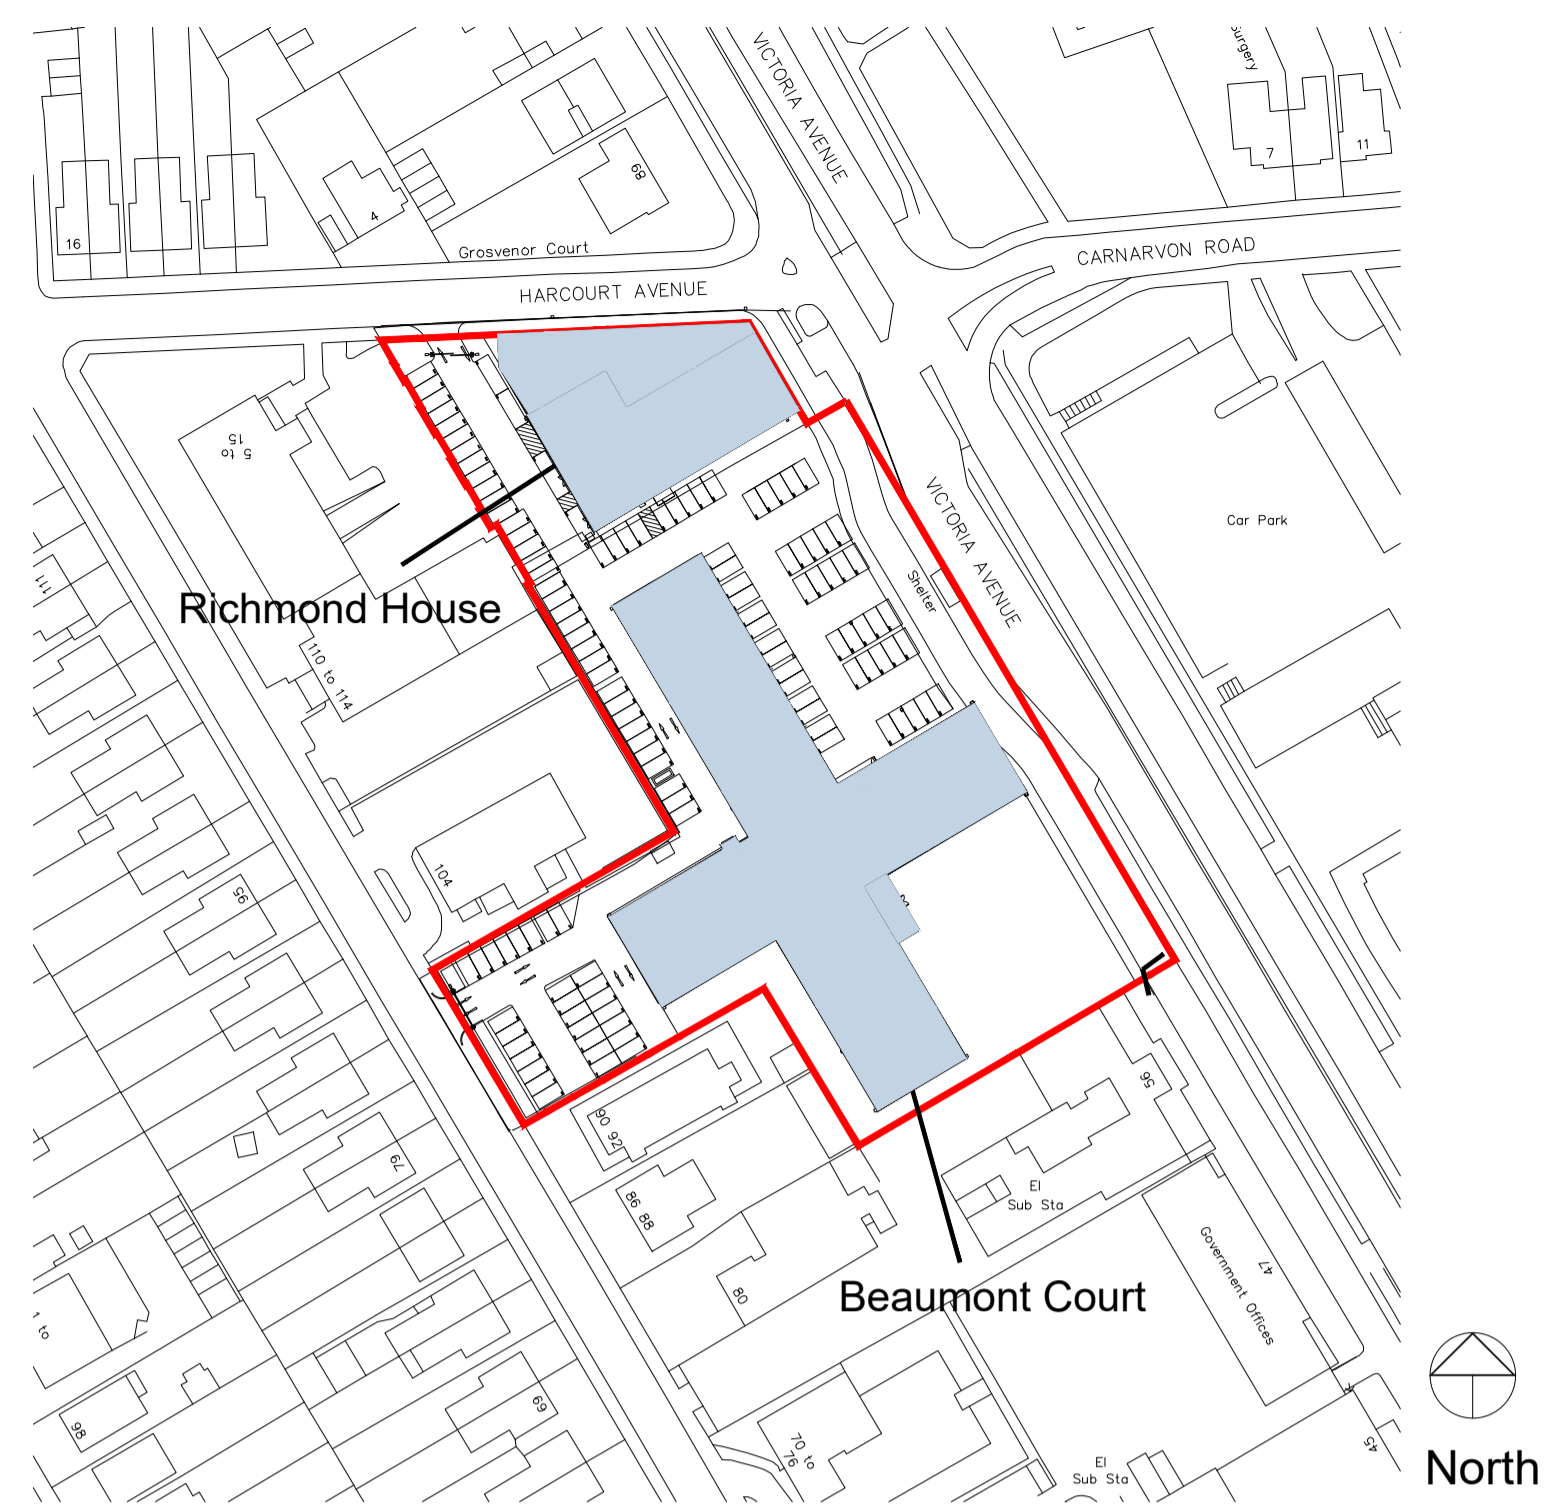 VICTORIA AVENUE
Surgery
7
11
68
4
16
Grosvenor Court
CARNARVON ROAD
HARCOURT AVENUE
5 to
15
VICTORIA AVENUE
Car Park
Shelter
111
Richmond House
110 to 114
104
95
56
90 92
79
86 88
El
Sub Sta
Government Offices
47
80
Beaumont Court
1 to
69
98
70 to
76
45
El
Sub Sta
North